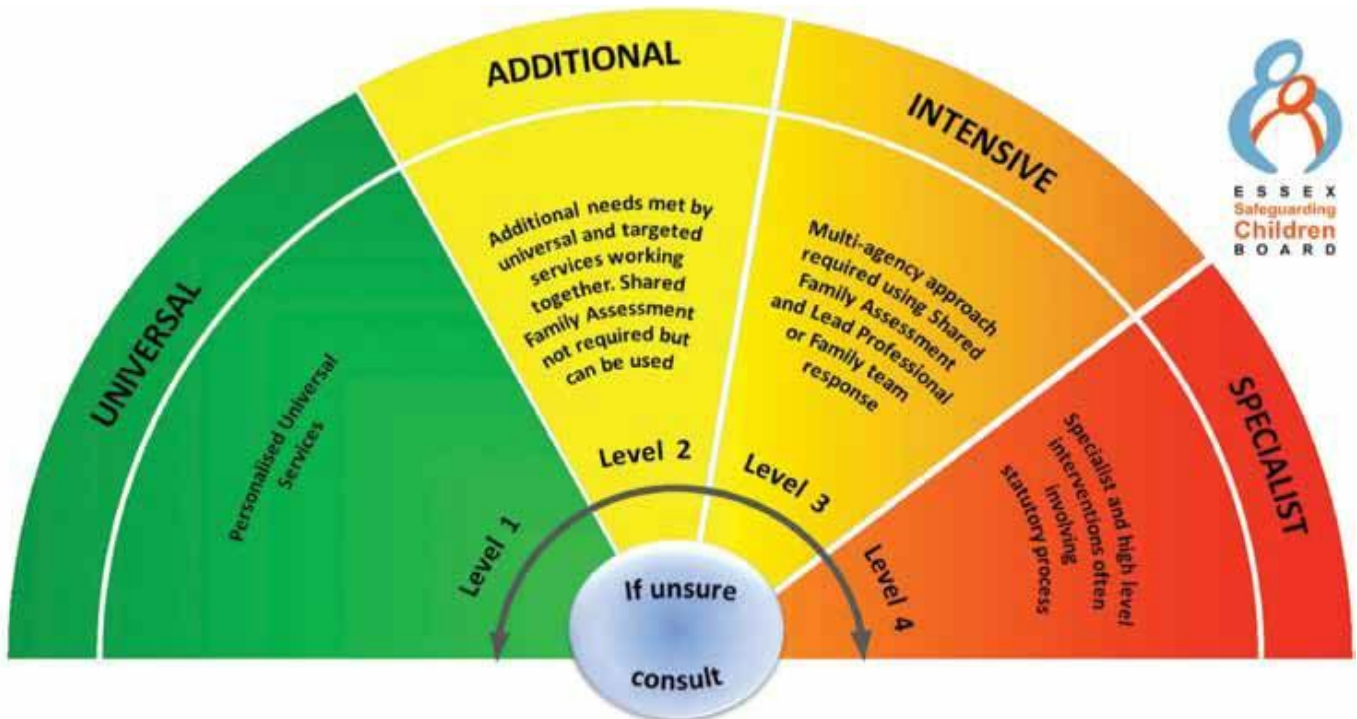 UNIVERSAL
Personalised Universal
Services
Level 1
ADDITIONAL
Additional needs met by
universal and targeted
services working
together. Shared
Family Assessment
not required but
can be used
Level 2
INTENSIVE
Multi-agency approach
required using Shared
Family Assessment
and Lead Professional
or Family team
response
Level 3
SPECIALIST
Specialist and high level
interventions often
involving
statutory process
Level 4
If unsure
consult
ESSEX
Safeguarding
Children
BOARD